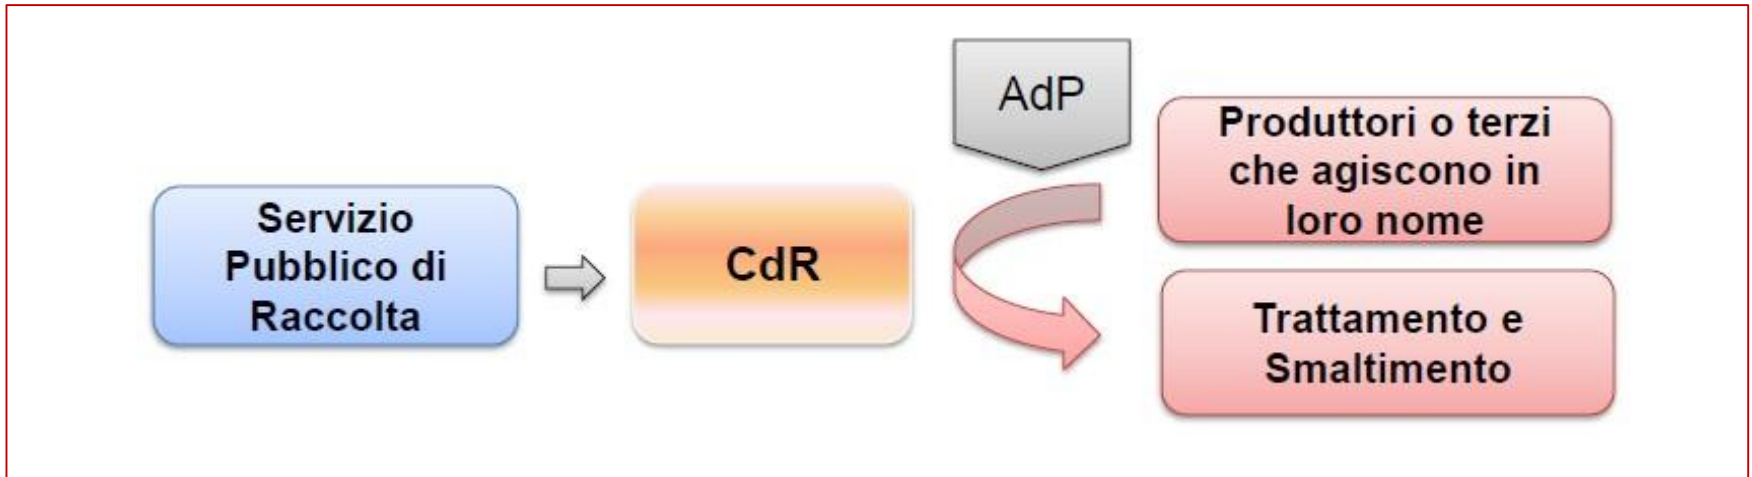 Servizio
Pubblico di
Raccolta
CdR
AdP
Produttori o terzi
che agiscono in
loro nome
Trattamento e
Smaltimento